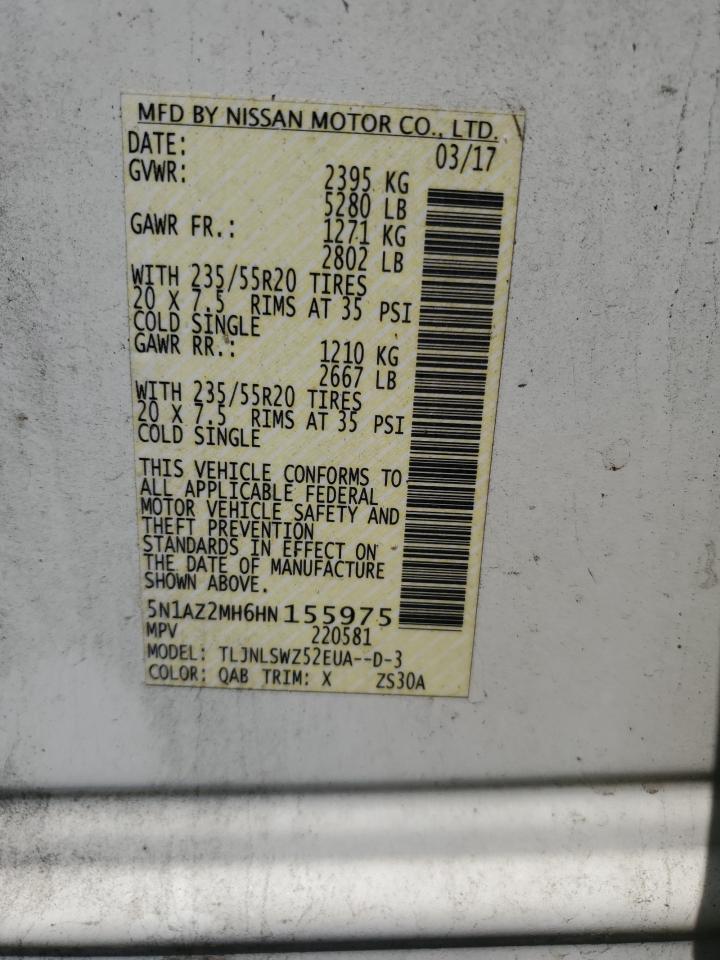 MFD BY NISSAN MOTOR CO., LTD.
DATE: 03/17
GVWR: 2395 KG
5280 LB
GAWR FR.: 1271 KG
2802 LB
WITH 235/55R20 TIRES
20 X 7.5 RIMS AT 35 PSI
COLD SINGLE
GAWR RR.: 1210 KG
2667 LB
WITH 235/55R20 TIRES
20 X 7.5 RIMS AT 35 PSI
COLD SINGLE
THIS VEHICLE CONFORMS TO
ALL APPLICABLE FEDERAL
MOTOR VEHICLE SAFETY AND
THEFT PREVENTION
STANDARDS IN EFFECT ON
THE DATE OF MANUFACTURE
SHOWN ABOVE.
5N1AZ2MH6HN155975
MPV 220581
MODEL: TLJNLSWZ52EUA--D-3
COLOR: QAB TRIM: X ZS30A